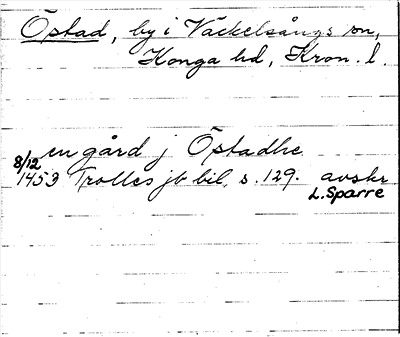 Östad, by i Väckelsångs sn,
Konga hd, Kron. l.
en gård j Östadhe
8/12 1453 Trolles jb bil. s. 129. avskr
L. Sparre